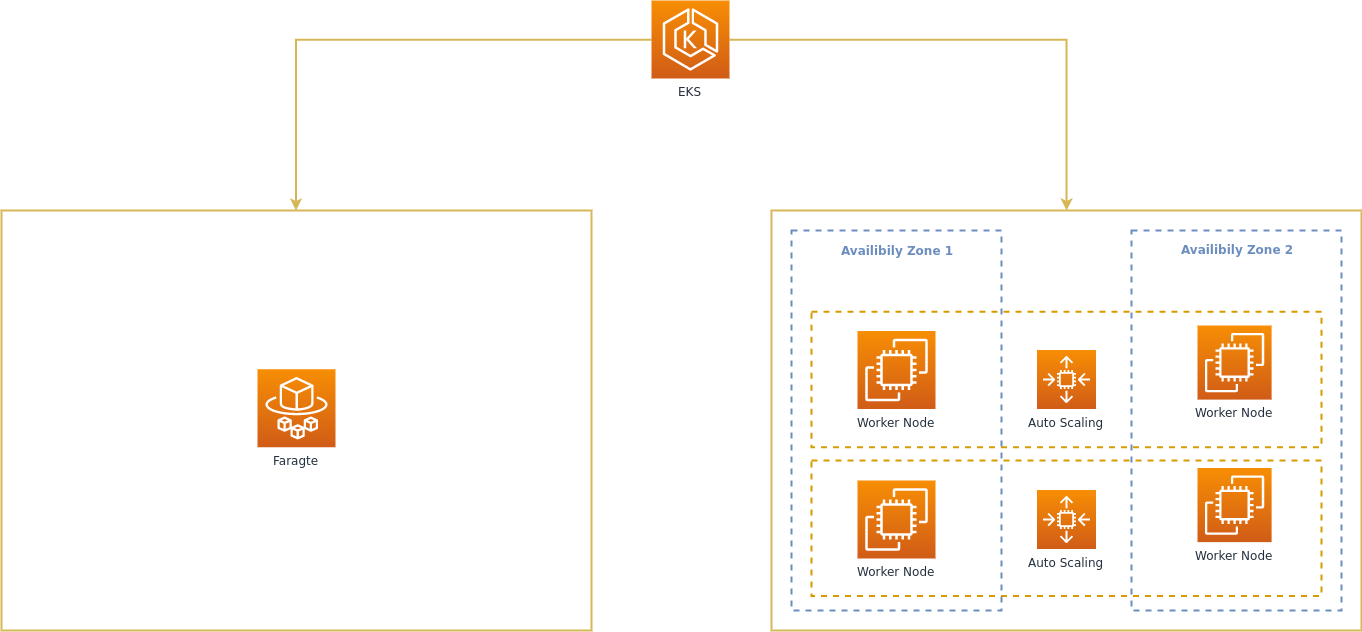 EKS
Availibily Zone 1
Availibily Zone 2
Worker Node
Auto Scaling
Worker Node
Faragte
Worker Node
Auto Scaling
Worker Node